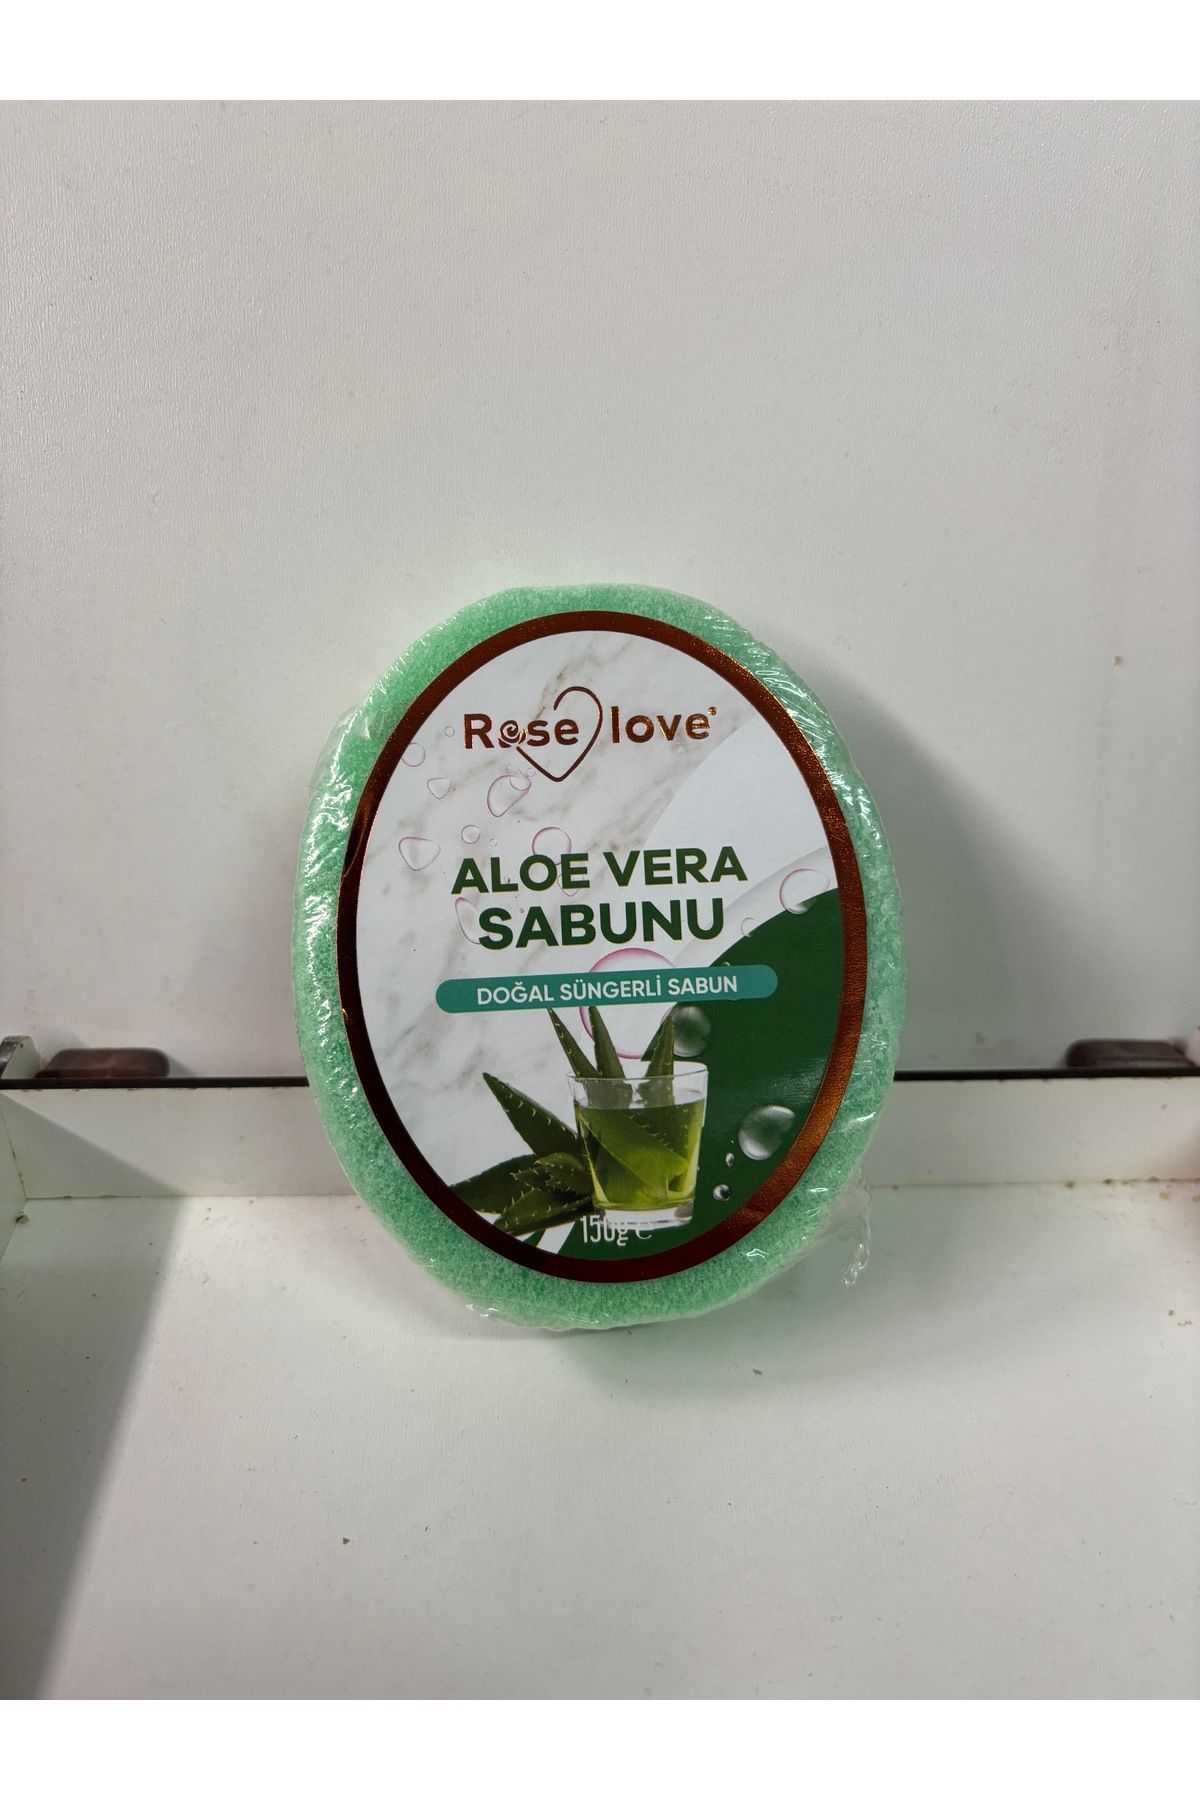 Rose love
ALOE VERA
SABUNU
DOĞAL SÜNGERLİ SABUN
150g e